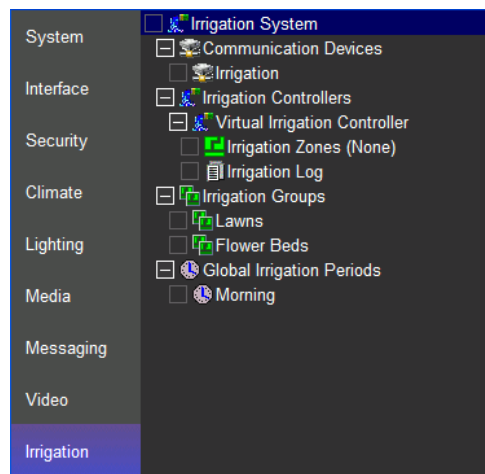 System
Interface
Security
Climate
Lighting
Media
Messaging
Video
Irrigation
Irrigation System
Communication Devices
Irrigation
Irrigation Controllers
Virtual Irrigation Controller
Irrigation Zones (None)
Irrigation Log
Irrigation Groups
Lawns
Flower Beds
Global Irrigation Periods
Morning